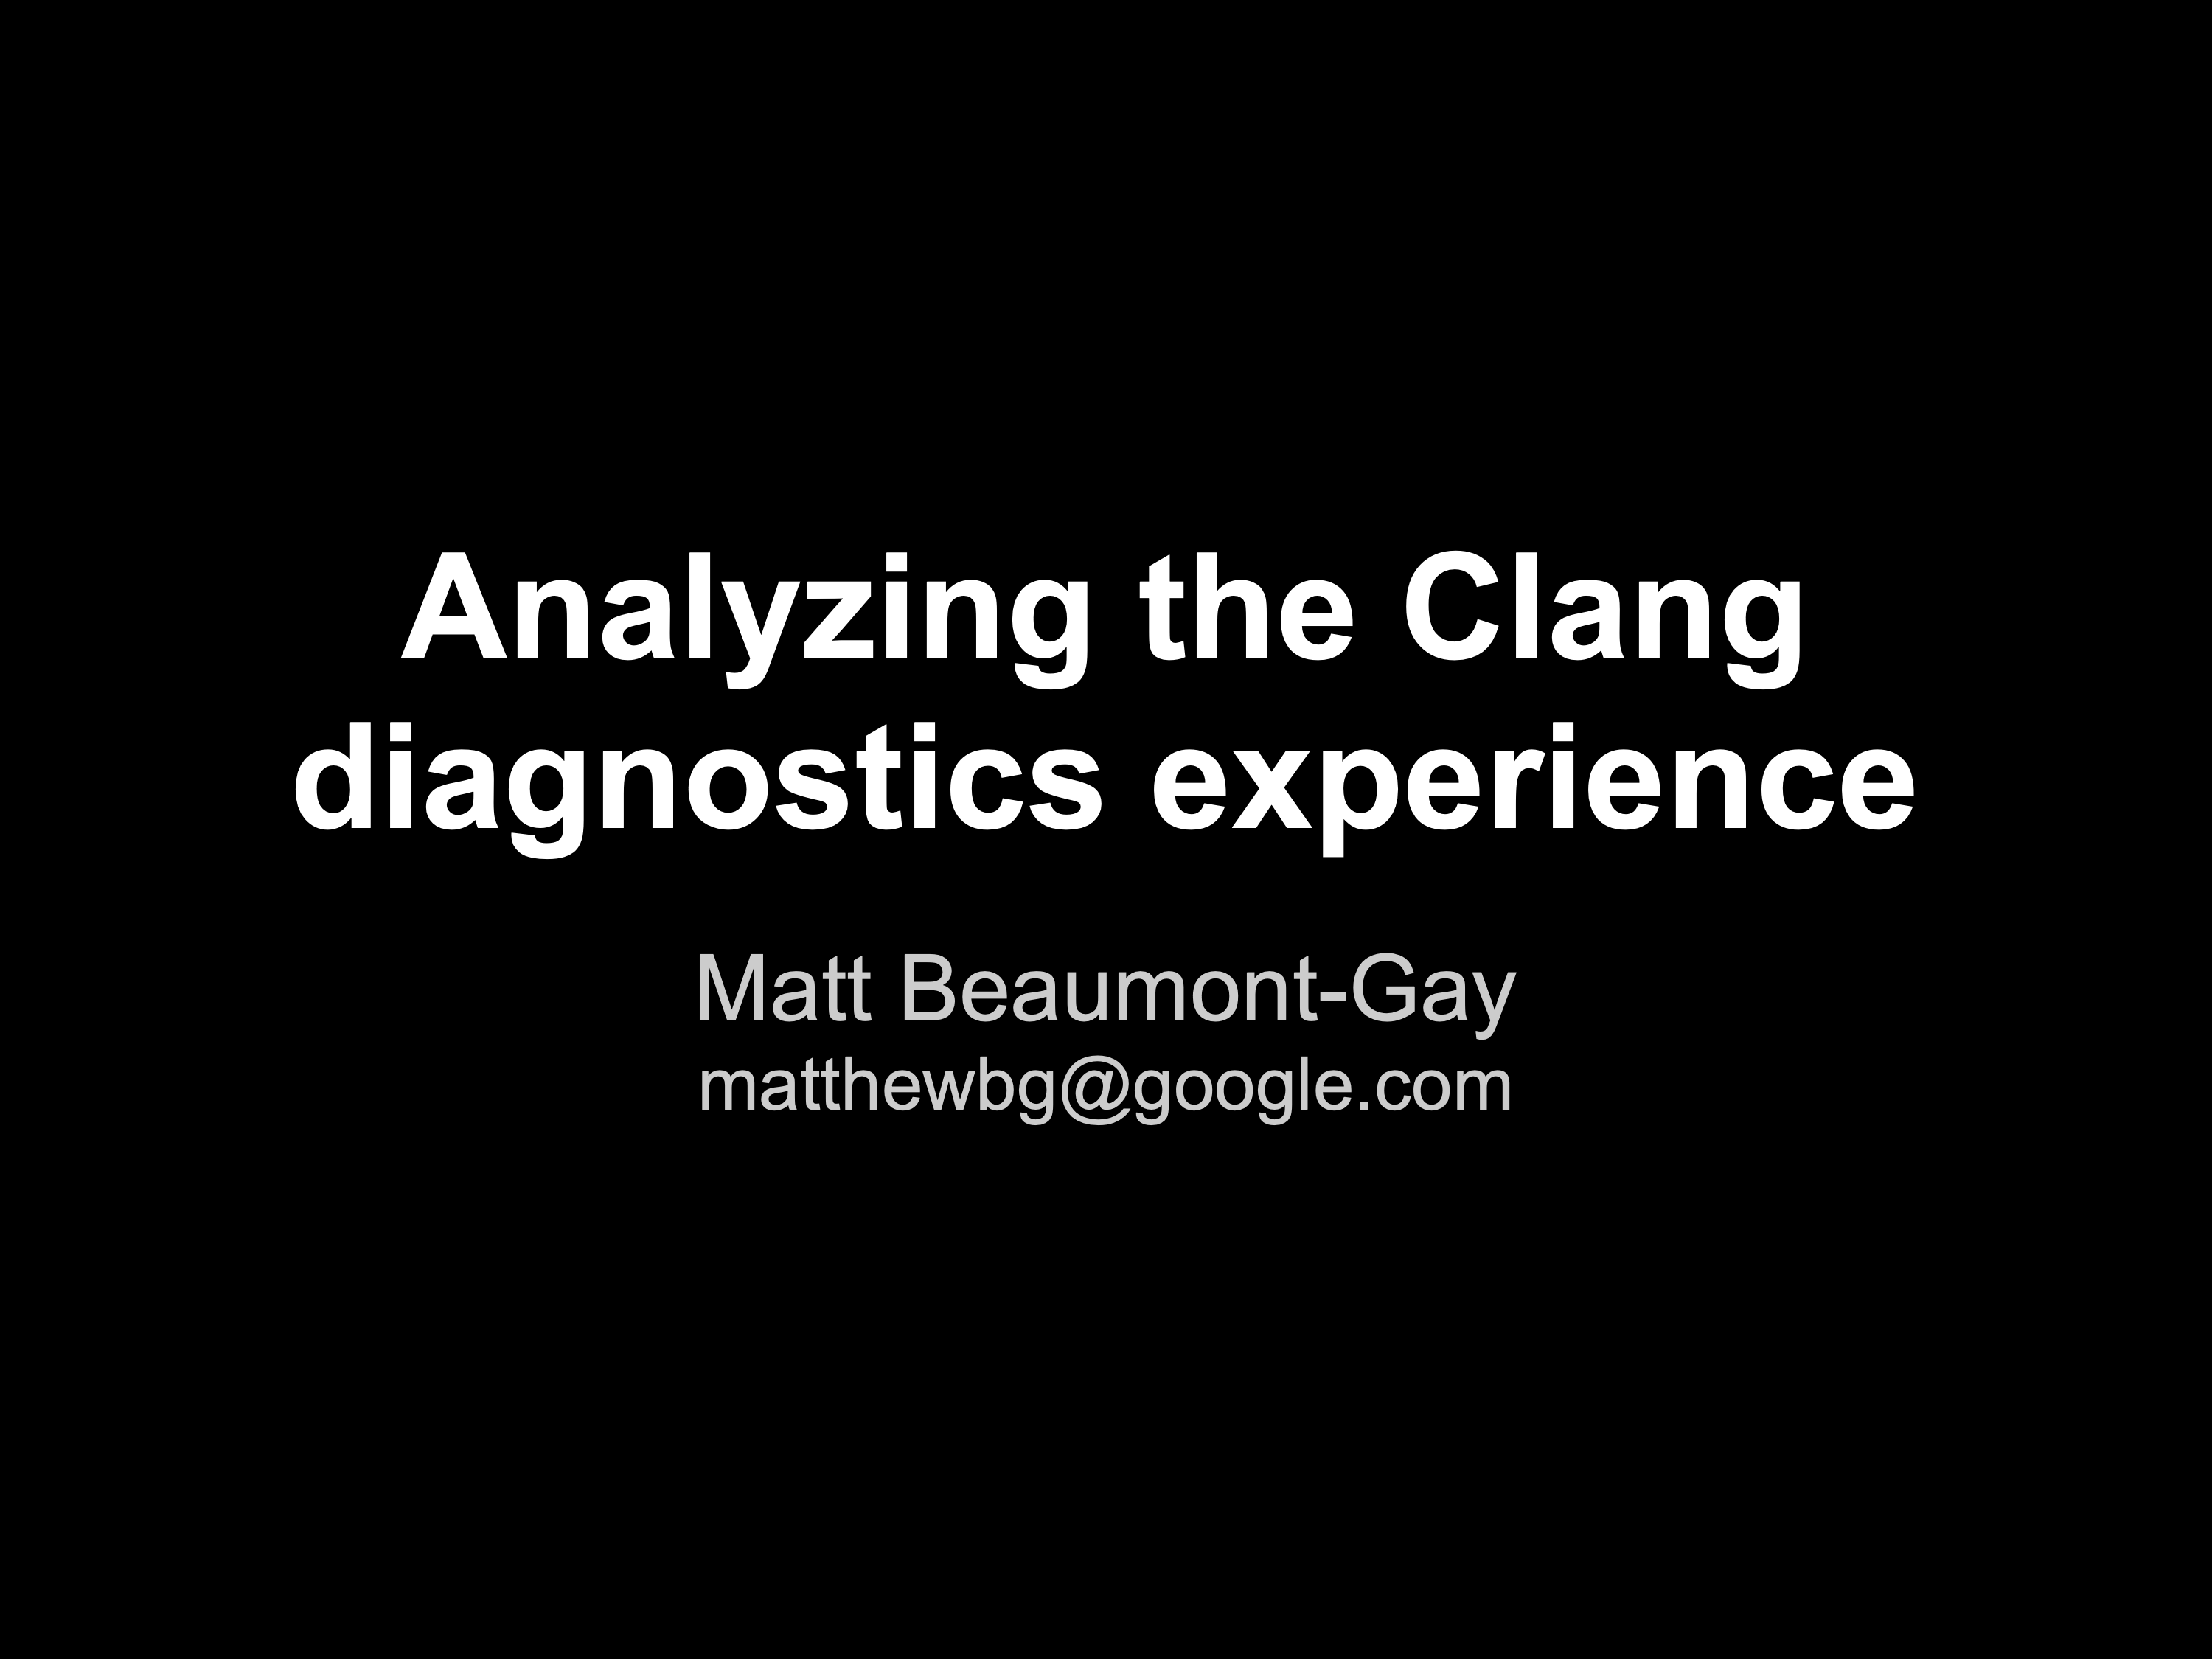 Analyzing the Clang
diagnostics experience
Matt Beaumont-Gay
matthewbg@google.com